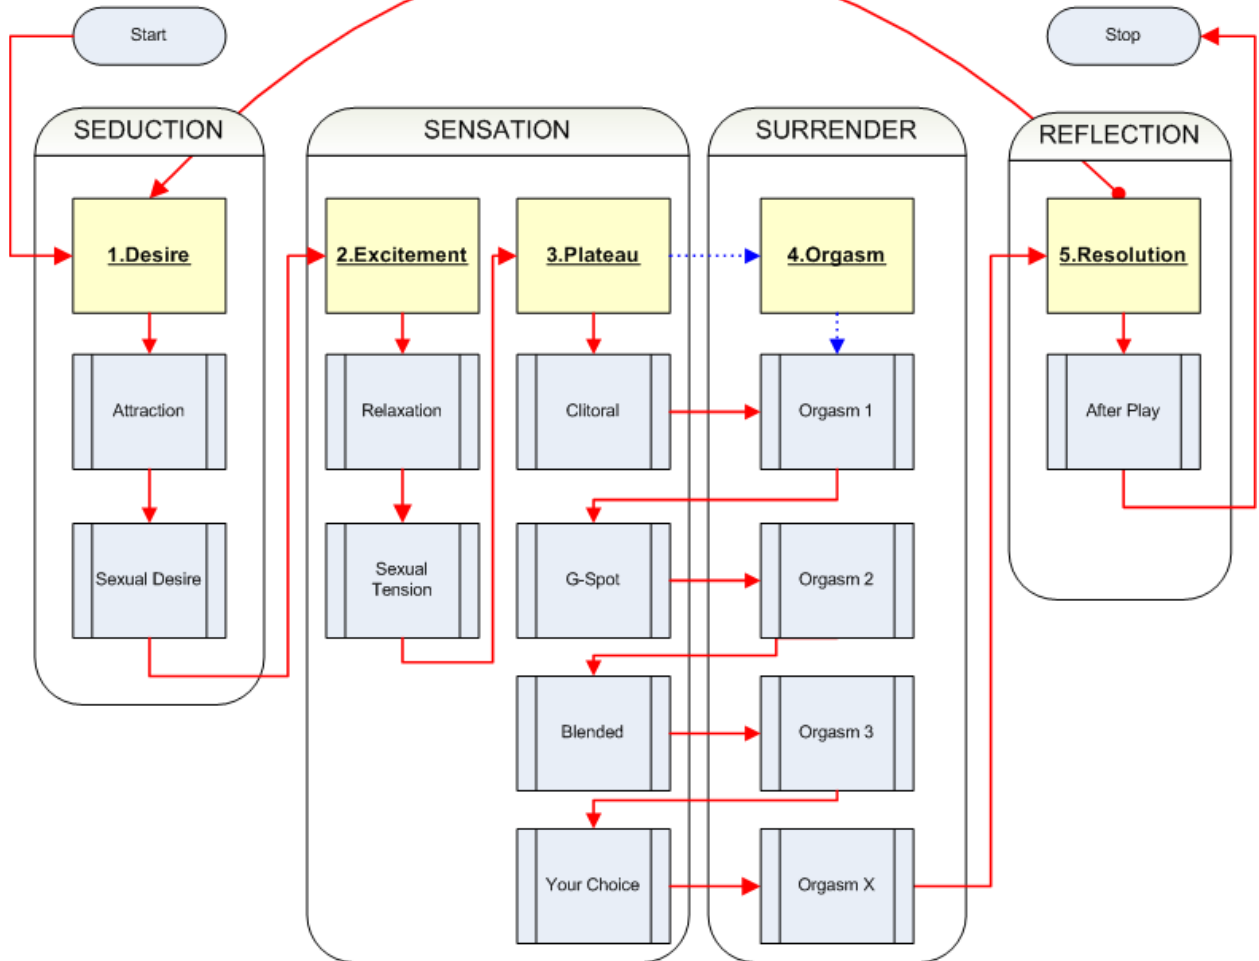 Start
Stop
SEDUCTION
SENSATION
SURRENDER
REFLECTION
1.Desire
2.Excitement
3.Plateau
4.Orgasm
5.Resolution
Attraction
Relaxation
Clitoral
Orgasm 1
After Play
Sexual Desire
Sexual
Tension
G-Spot
Orgasm 2
Blended
Orgasm 3
Your Choice
Orgasm X